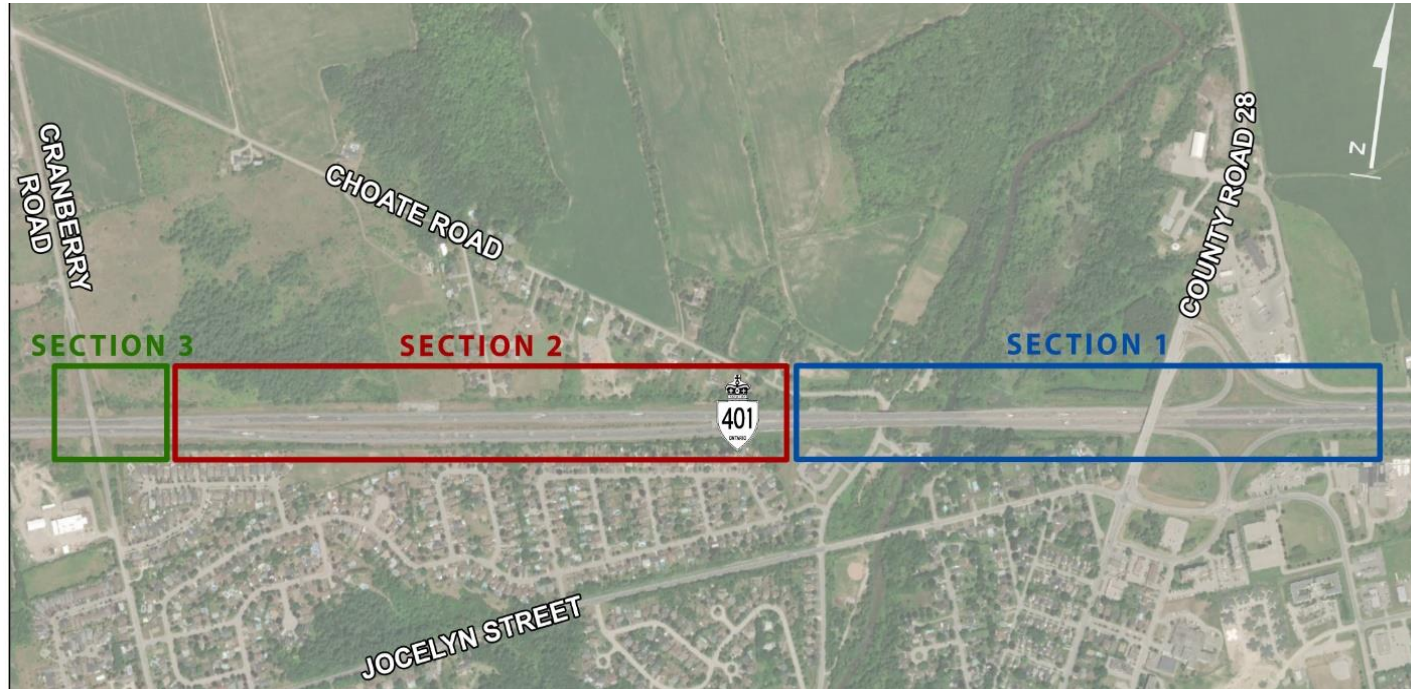 CRANBERRY
ROAD
CHOATE ROAD
COUNTY ROAD 28
N
SECTION 3
SECTION 2
SECTION 1
401
ONTARIO
JOCELYN STREET